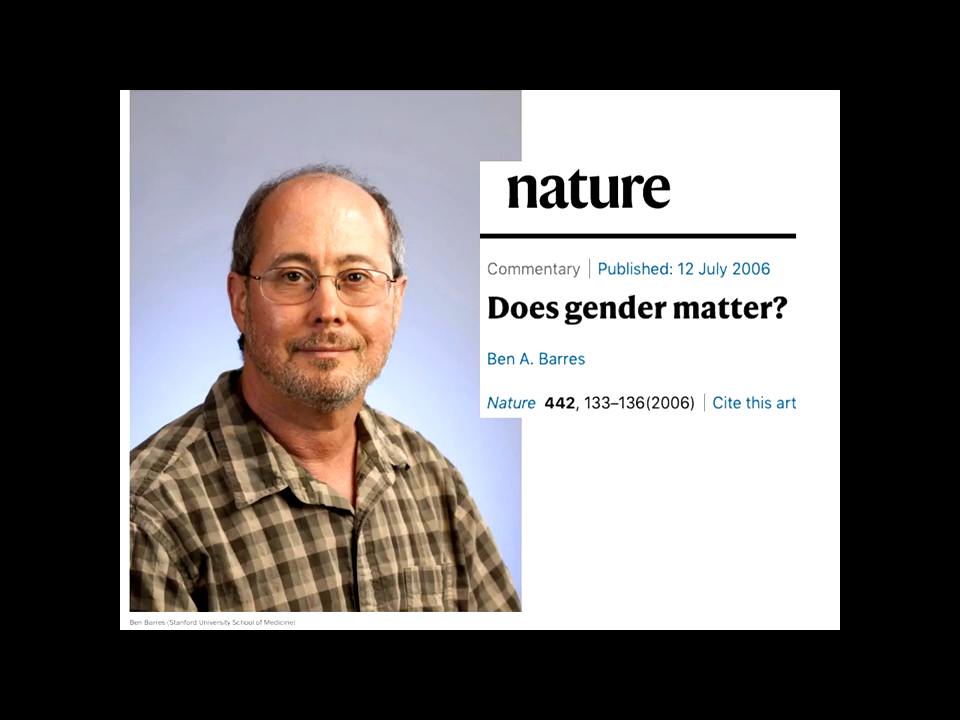 nature
Commentary | Published: 12 July 2006
Does gender matter?
Ben A. Barres
Nature 442, 133–136(2006) | Cite this art
Ben Barres (Stanford University School of Medicine)